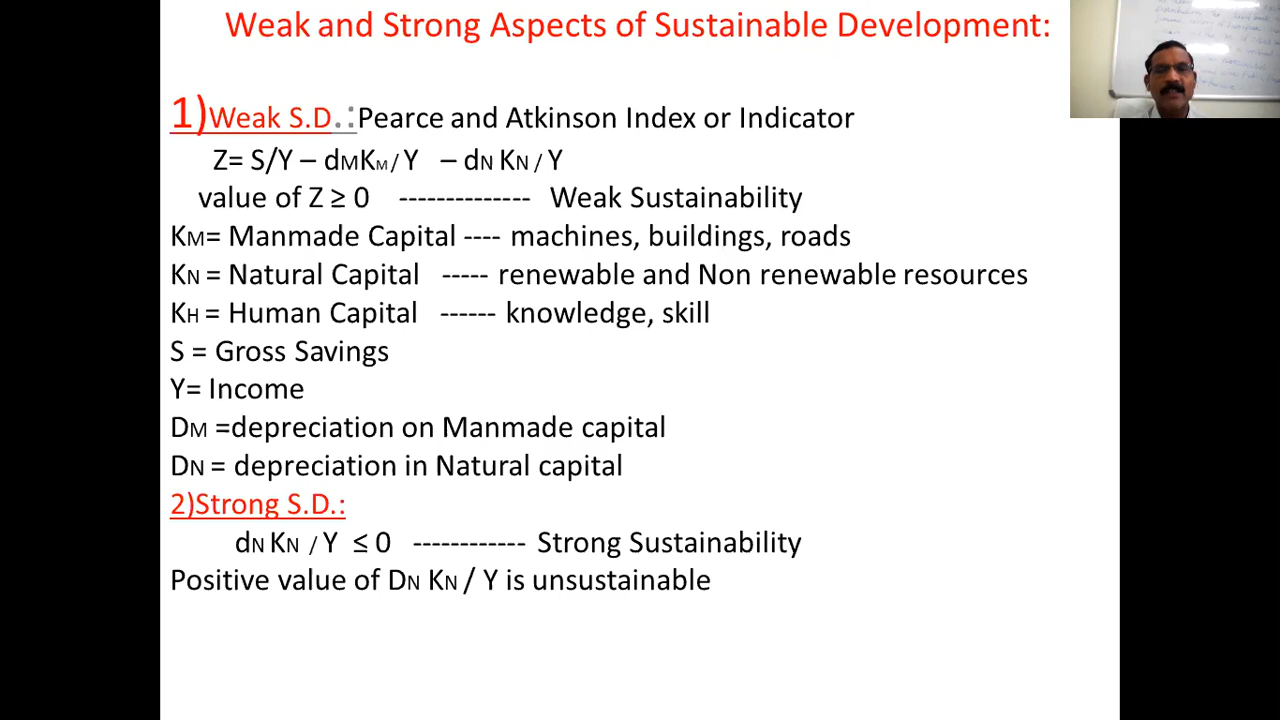 Weak and Strong Aspects of Sustainable Development:
1)Weak S.D.:Pearce and Atkinson Index or Indicator
Z= S/Y – dMKM/ Y – dN KN / Y
value of Z ≥ 0 -------------- Weak Sustainability
KM= Manmade Capital ---- machines, buildings, roads
KN = Natural Capital ----- renewable and Non renewable resources
KH = Human Capital ------ knowledge, skill
S = Gross Savings
Y= Income
DM =depreciation on Manmade capital
DN = depreciation in Natural capital
2)Strong S.D.:
dN KN / Y ≤ 0 ------------ Strong Sustainability
Positive value of DN KN / Y is unsustainable